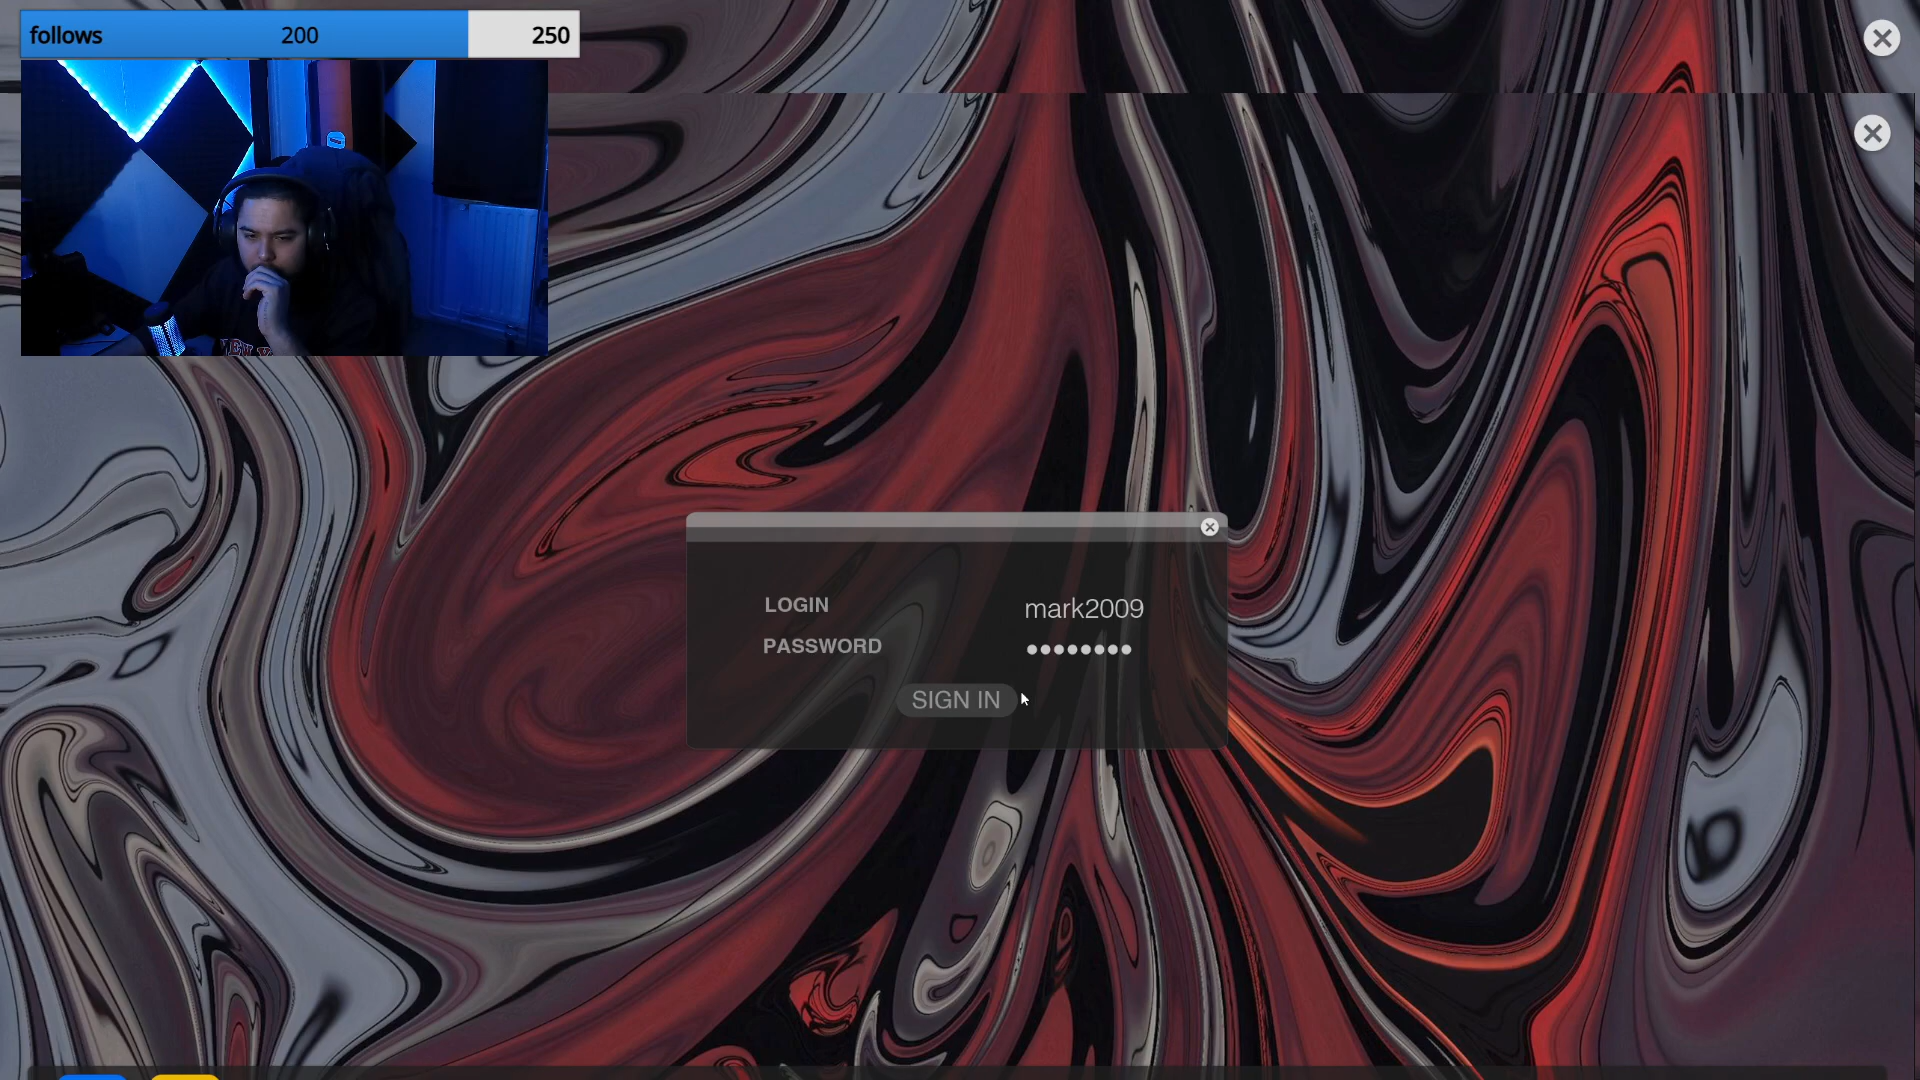 follows 200 250
LOGIN mark2009
PASSWORD ••••••••
SIGN IN